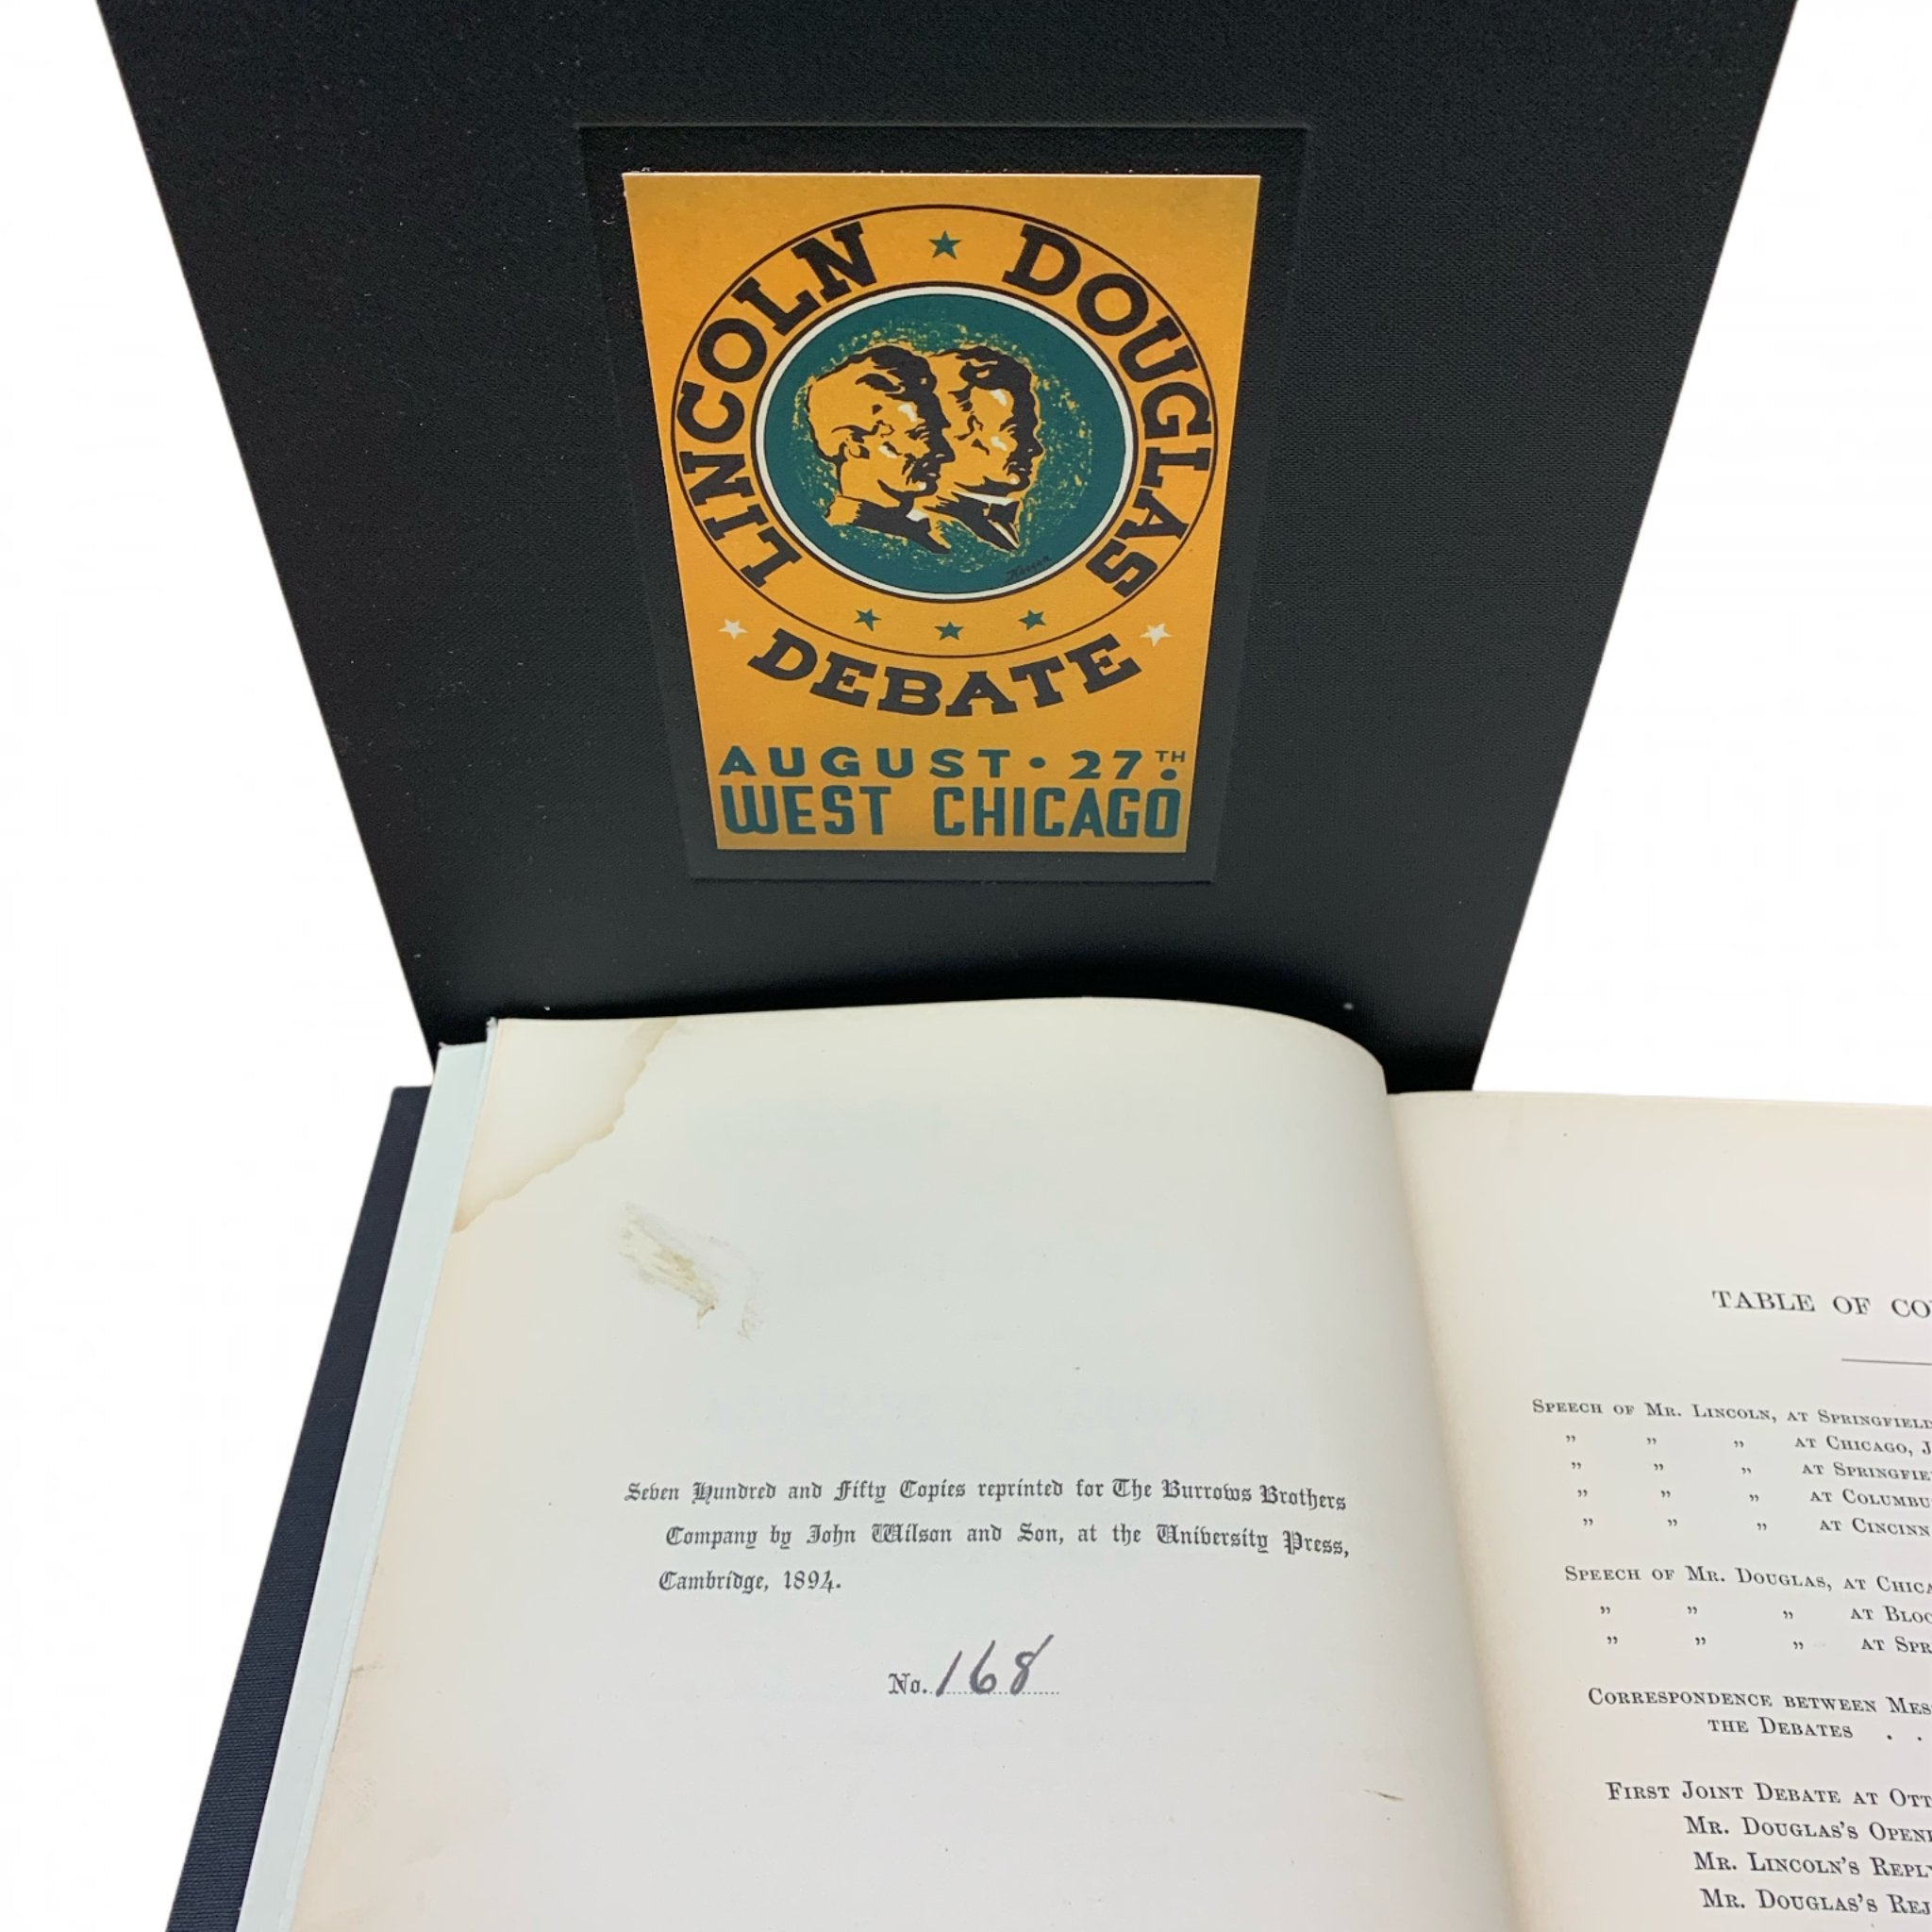 LINCOLN DOUGLAS
DEBATE
AUGUST • 27TH
WEST CHICAGO
Seven Hundred and Fifty Copies reprinted for The Burrows Brothers
Company by John Wilson and Son, at the University Press,
Cambridge, 1894.
No. 168
TABLE OF CO
SPEECH OF MR. LINCOLN, AT SPRINGFIELD
” ” ” AT CHICAGO, J
” ” ” AT SPRINGFIE
” ” ” AT COLUMBU
” ” ” AT CINCINN
SPEECH OF MR. DOUGLAS, AT CHICA
” ” ” AT BLOO
” ” ” AT SPR
CORRESPONDENCE BETWEEN MES
THE DEBATES . .
FIRST JOINT DEBATE AT OTT
MR. DOUGLAS'S OPEN
MR. LINCOLN'S REPL
MR. DOUGLAS'S REJ